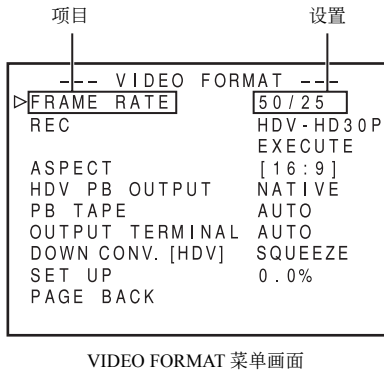 项目 设置
--- VIDEO FORMAT ---
▷FRAME RATE 50/25
REC HDV-HD30P
EXECUTE
ASPECT [16:9]
HDV PB OUTPUT NATIVE
PB TAPE AUTO
OUTPUT TERMINAL AUTO
DOWN CONV. [HDV] SQUEEZE
SET UP 0.0%
PAGE BACK
VIDEO FORMAT 菜单画面